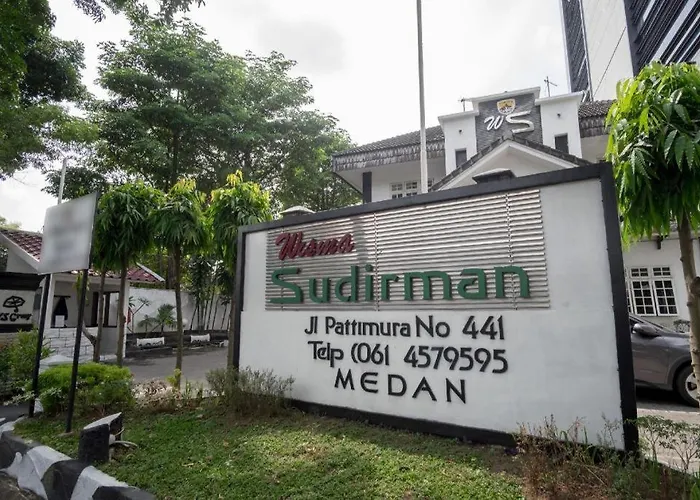 WS
Wisma
Sudirman
Jl Pattimura No 441
Telp (061 4579595
MEDAN